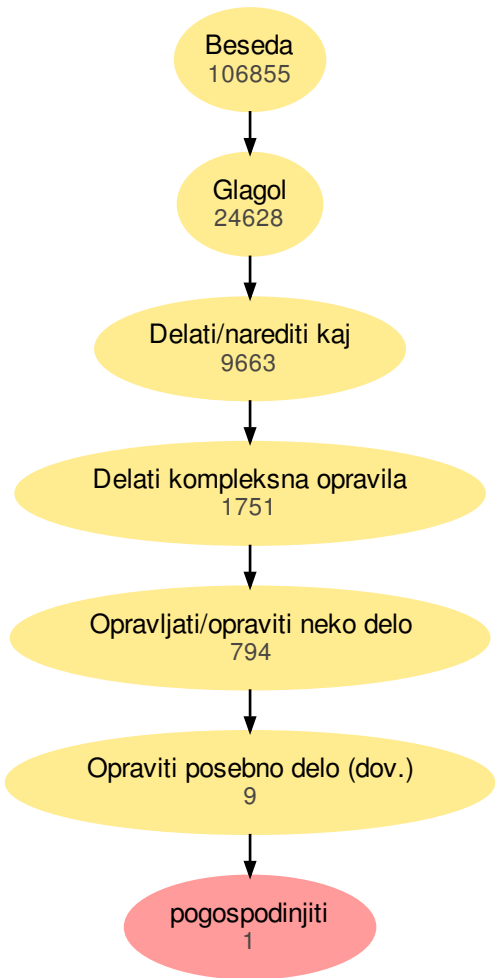 Beseda
106855
Glagol
24628
Delati/narediti kaj
9663
Delati kompleksna opravila
1751
Opravljati/opraviti neko delo
794
Opraviti posebno delo (dov.)
9
pogospodinjiti
1